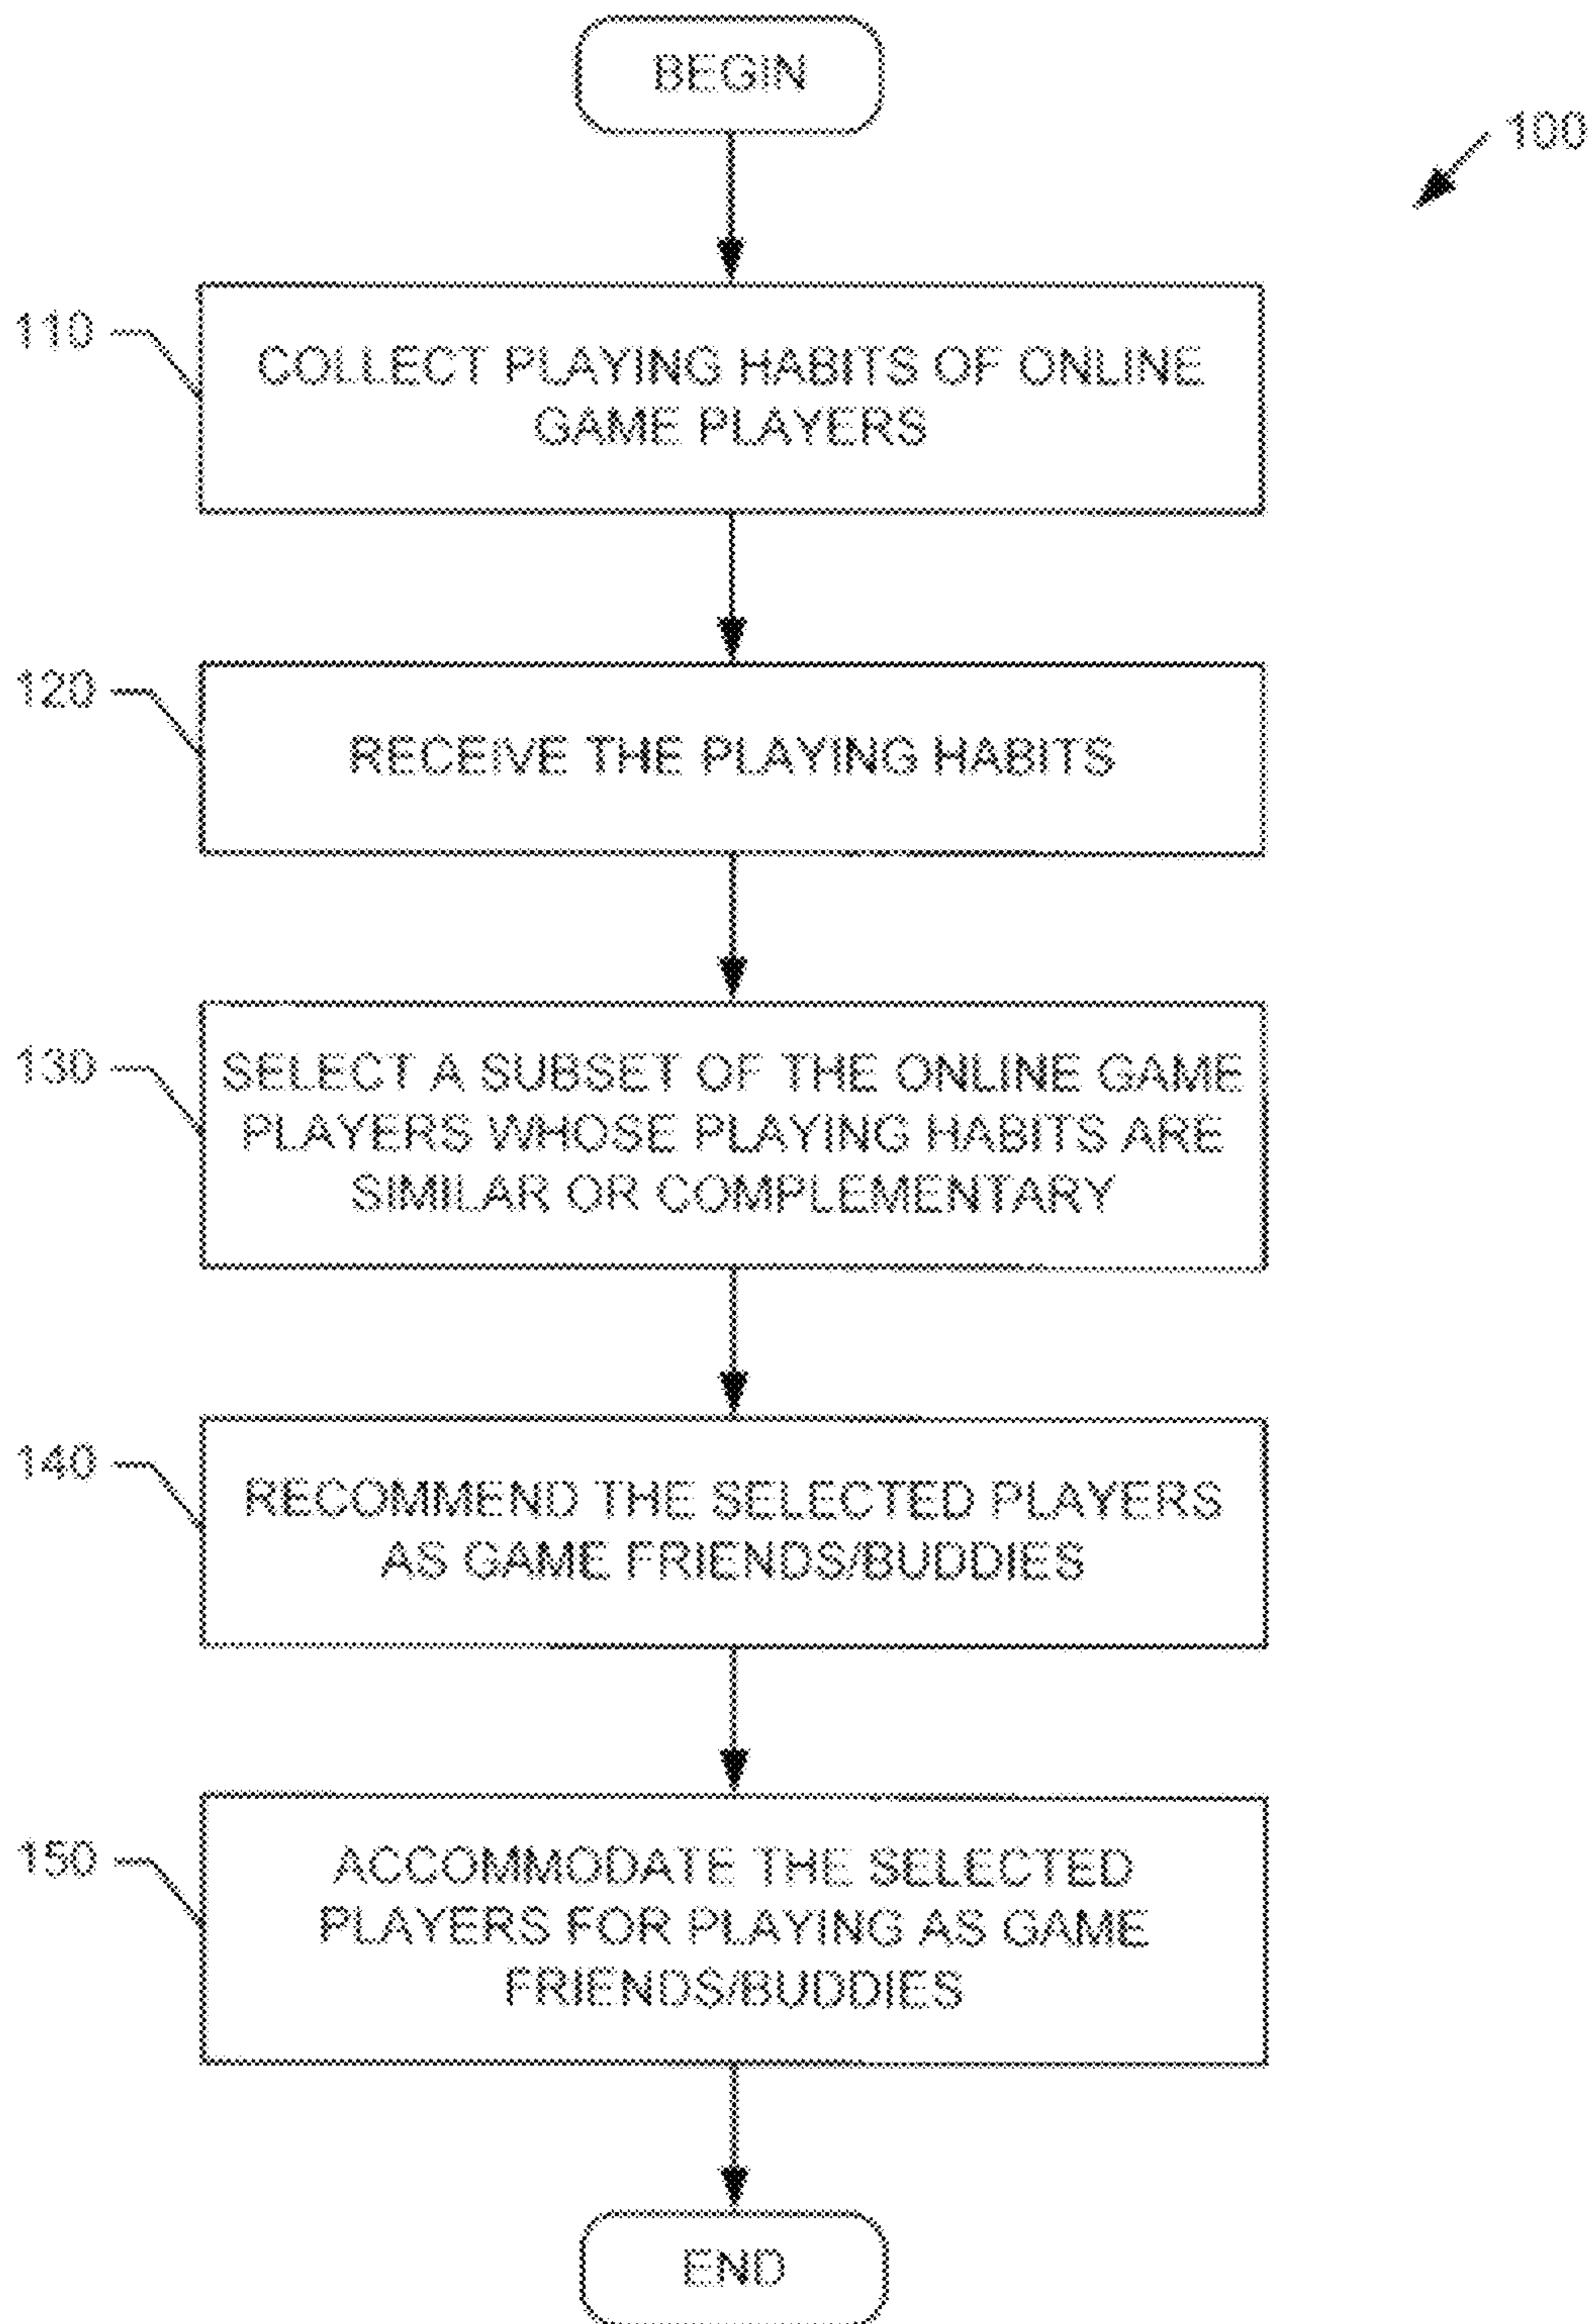 BEGIN
100
110
COLLECT PLAYING HABITS OF ONLINE
GAME PLAYERS
120
RECEIVE THE PLAYING HABITS
130
SELECT A SUBSET OF THE ONLINE GAME
PLAYERS WHOSE PLAYING HABITS ARE
SIMILAR OR COMPLEMENTARY
140
RECOMMEND THE SELECTED PLAYERS
AS GAME FRIENDS/BUDDIES
150
ACCOMMODATE THE SELECTED
PLAYERS FOR PLAYING AS GAME
FRIENDS/BUDDIES
END